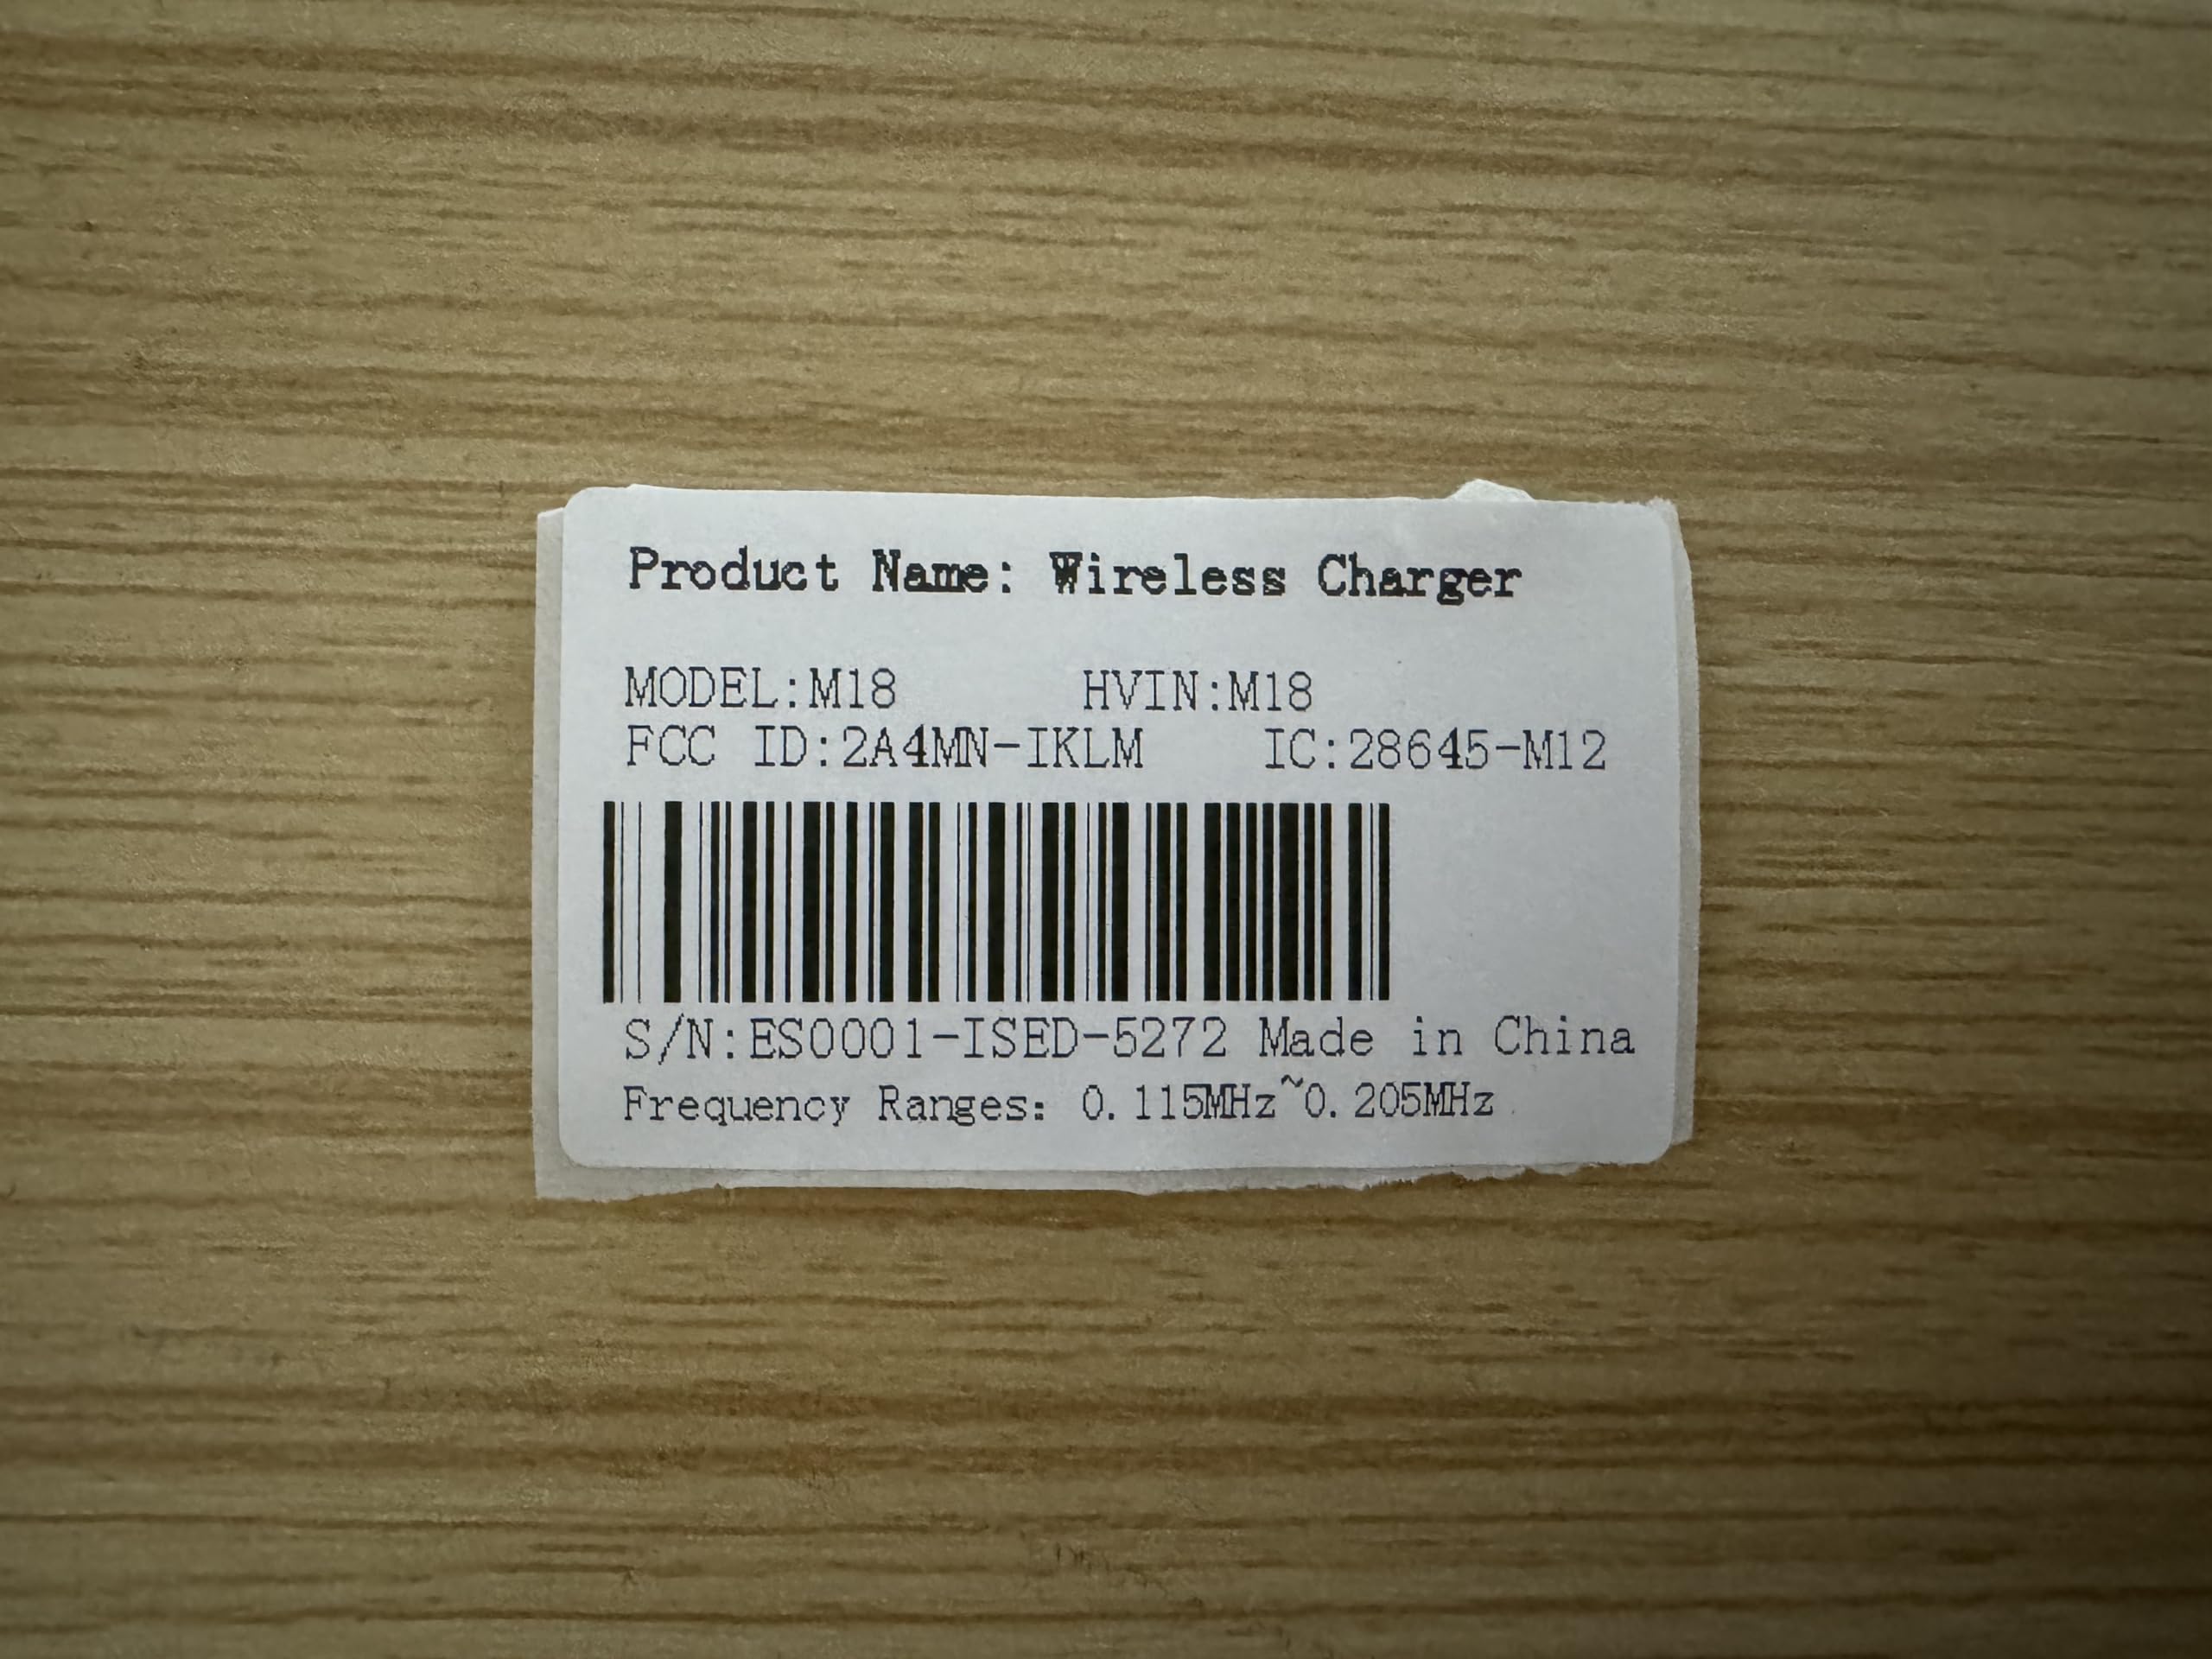 Product Name: Wireless Charger
MODEL:M18 HVIN:M18
FCC ID:2A4MN-IKLM IC:28645-M12
S/N:ES0001-ISED-5272 Made in China
Frequency Ranges: 0.115MHz~0.205MHz